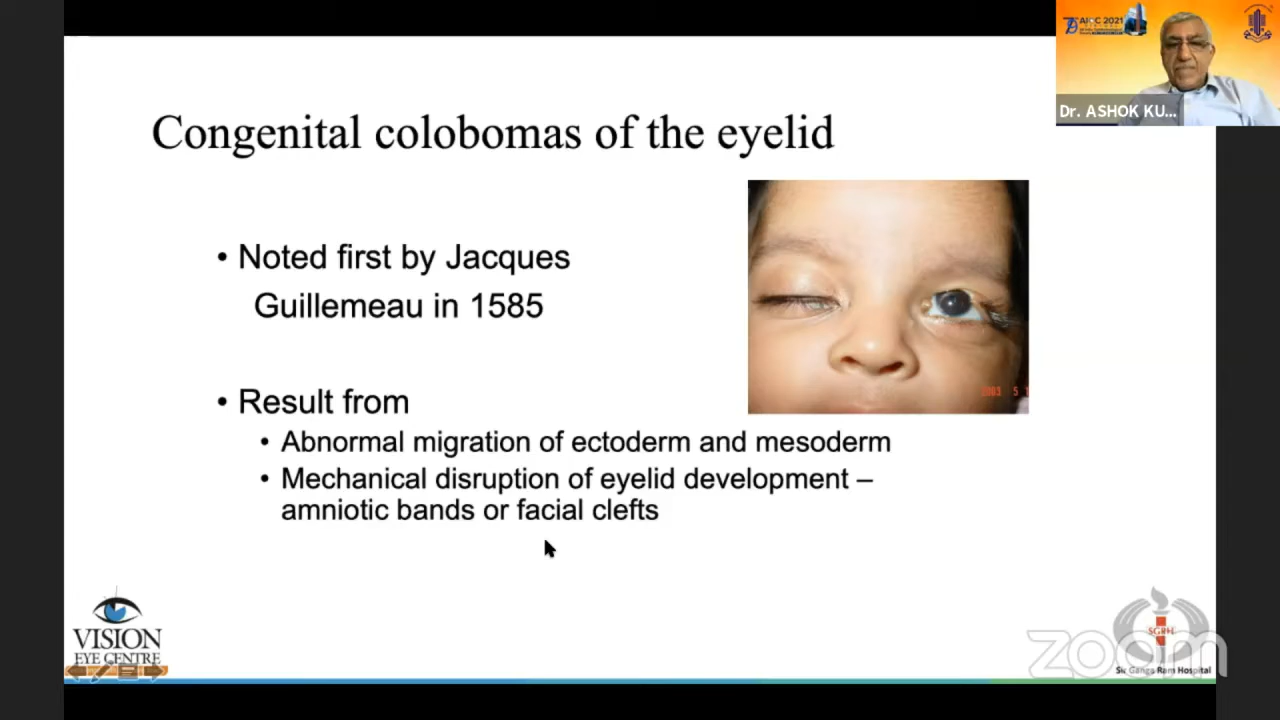 AIOC 2021
Dr. ASHOK KU...
Congenital colobomas of the eyelid
• Noted first by Jacques
Guillemeau in 1585
• Result from
• Abnormal migration of ectoderm and mesoderm
• Mechanical disruption of eyelid development –
amniotic bands or facial clefts
VISION
EYE CENTRE
SGRH
zoom
Sir Ganga Ram Hospital